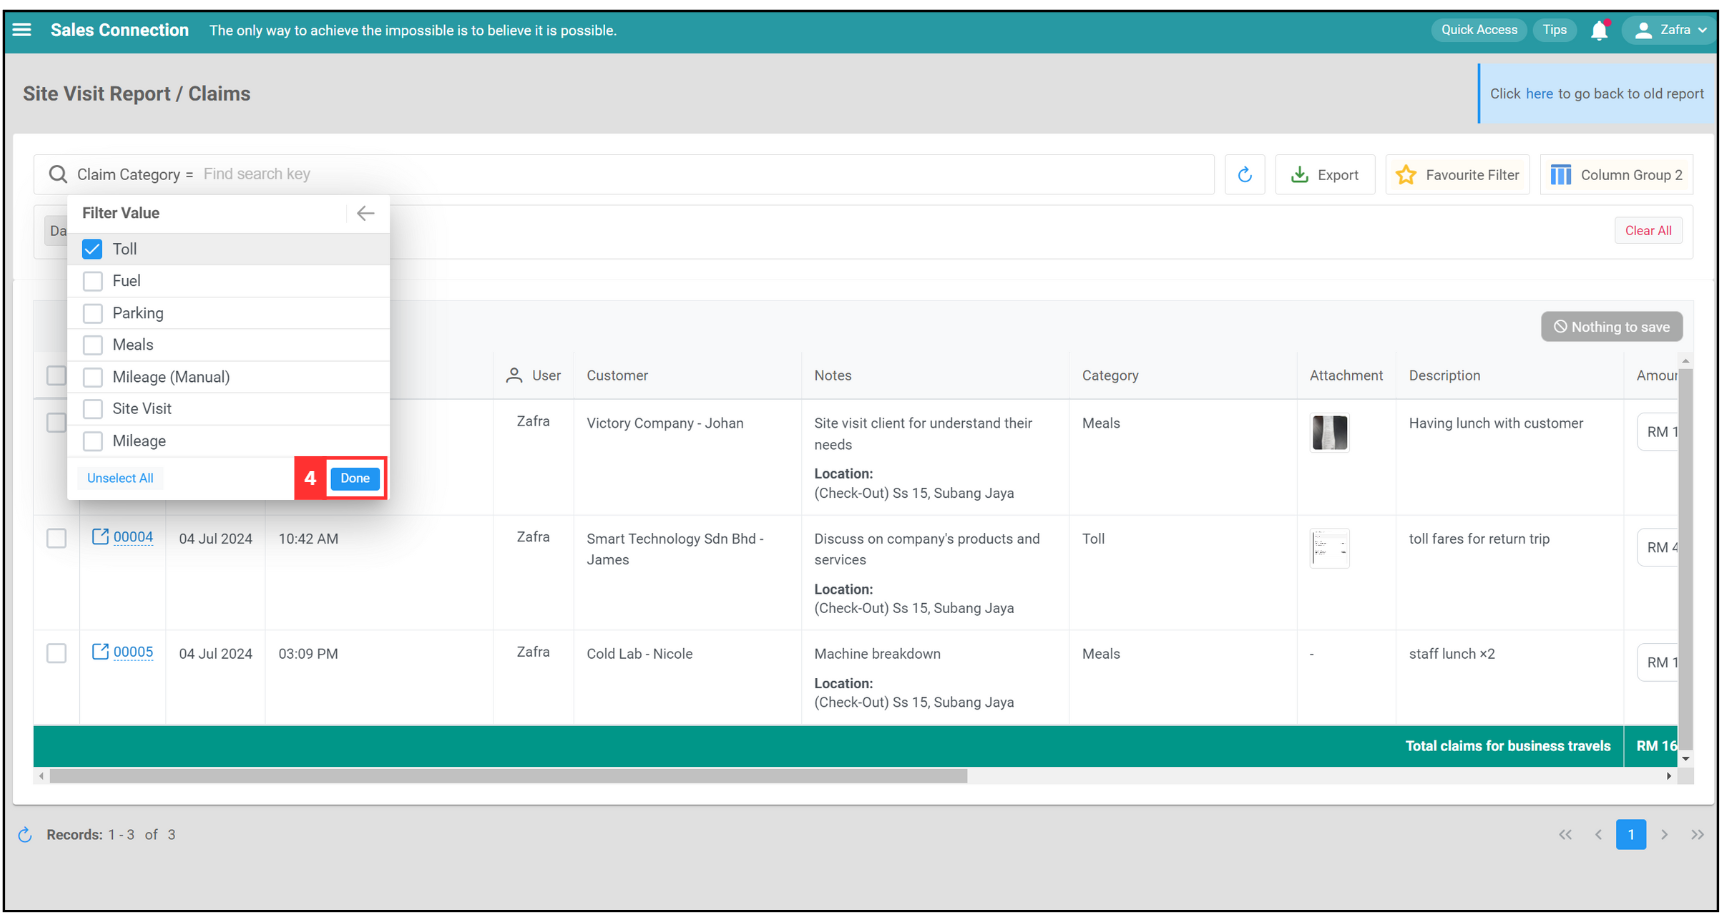 Sales Connection The only way to achieve the impossible is to believe it is possible. Quick Access Tips Zafra
Site Visit Report / Claims
Click here to go back to old report
Claim Category = Find search key
Export
Favourite Filter
Column Group 2
Filter Value
Da
Clear All
Toll
Fuel
Parking
Meals
Mileage (Manual)
Site Visit
Mileage
Unselect All
4 Done
Nothing to save
User Customer Notes Category Attachment Description Amour
Zafra Victory Company - Johan Site visit client for understand their Meals Having lunch with customer RM 1
needs
Location:
(Check-Out) Ss 15, Subang Jaya
00004 04 Jul 2024 10:42 AM Zafra Smart Technology Sdn Bhd - Discuss on company's products and Toll toll fares for return trip RM 4
James services
Location:
(Check-Out) Ss 15, Subang Jaya
00005 04 Jul 2024 03:09 PM Zafra Cold Lab - Nicole Machine breakdown Meals - staff lunch ×2 RM 1
Location:
(Check-Out) Ss 15, Subang Jaya
Total claims for business travels RM 16
Records: 1 - 3 of 3
<< < 1 > >>